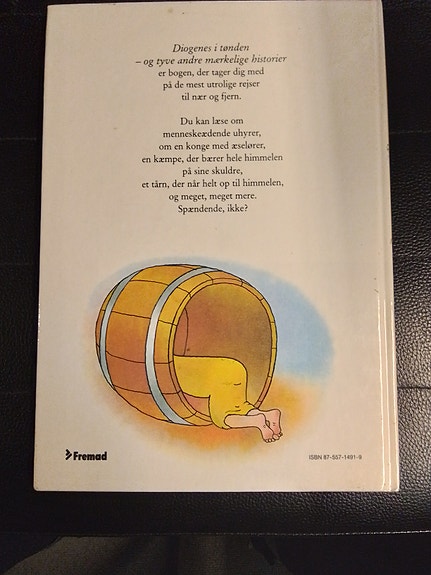 Diogenes i tønden
– og tyve andre mærkelige historier
er bogen, der tager dig med
på de mest utrolige rejser
til nær og fjern.
Du kan læse om
menneskeædende uhyrer,
om en konge med æselører,
en kæmpe, der bærer hele himmelen
på sine skuldre,
et tårn, der når helt op til himmelen,
og meget, meget mere.
Spændende, ikke?
Fremad
ISBN 87-557-1491-9